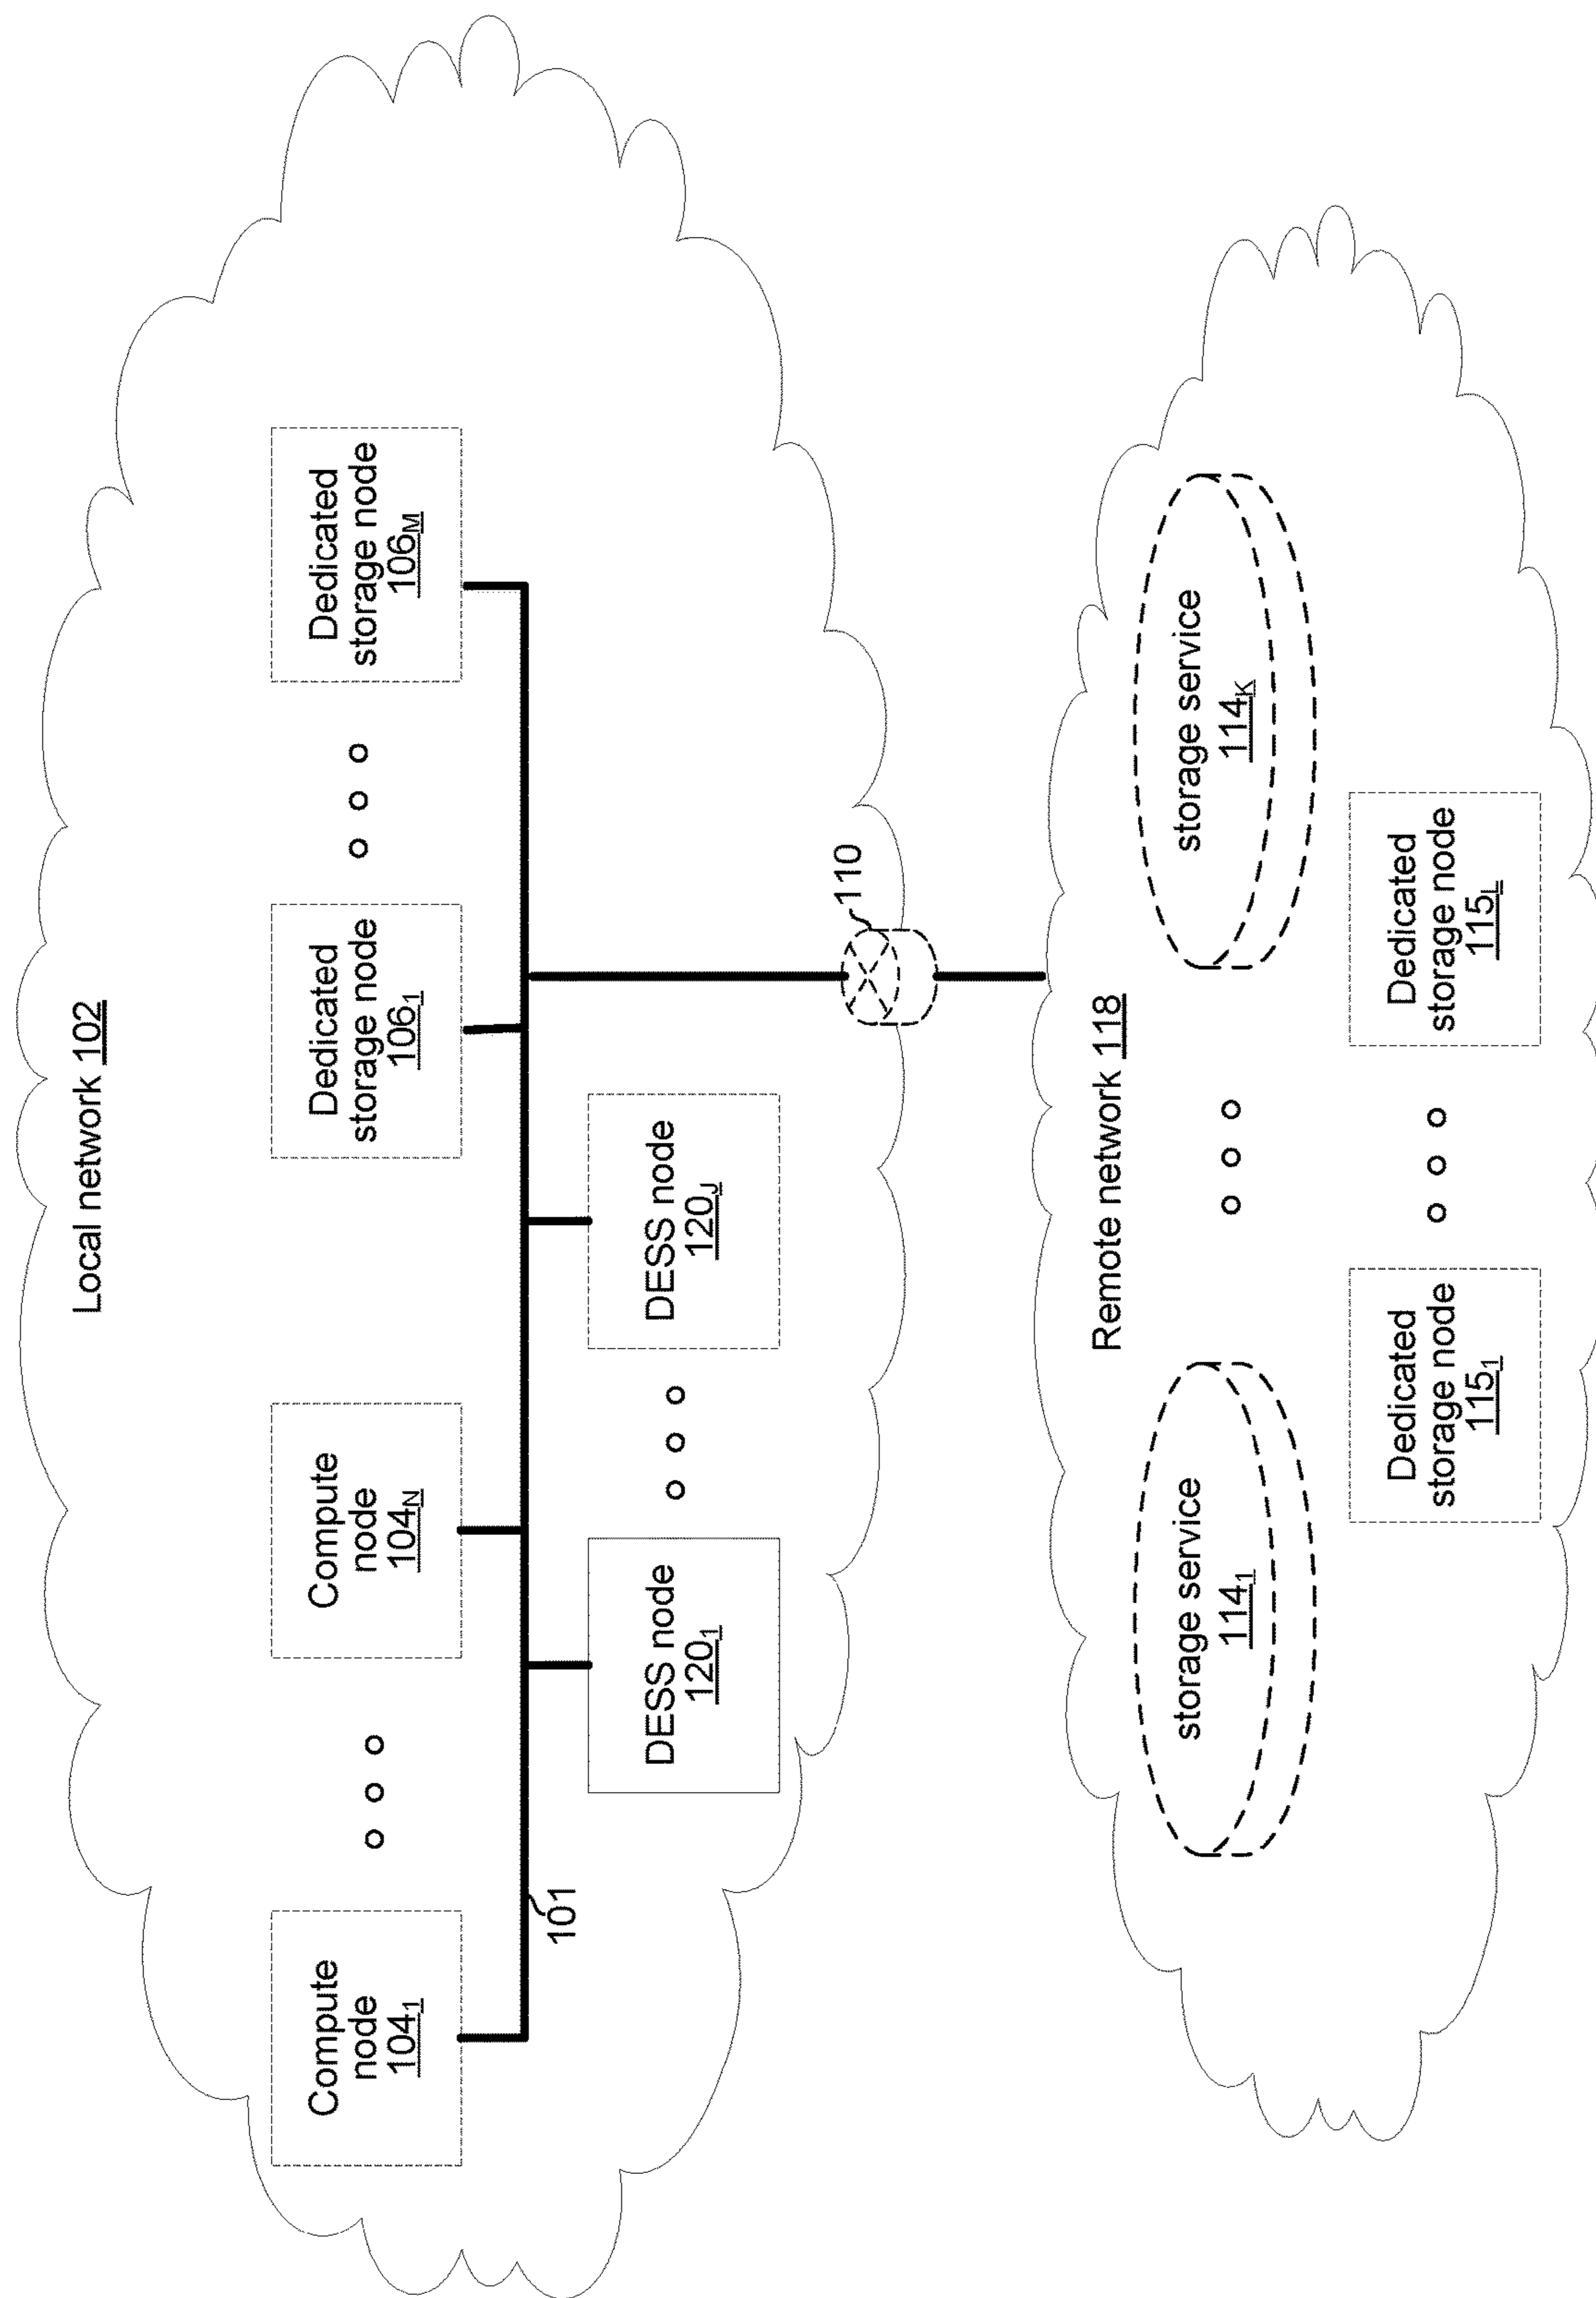 Local network 102
Compute
node
104₁
Compute
node
104N
Dedicated
storage node
106₁
Dedicated
storage node
106M
101
DESS node
120₁
DESS node
120J
110
Remote network 118
storage service
114₁
storage service
114K
Dedicated
storage node
115₁
Dedicated
storage node
115L